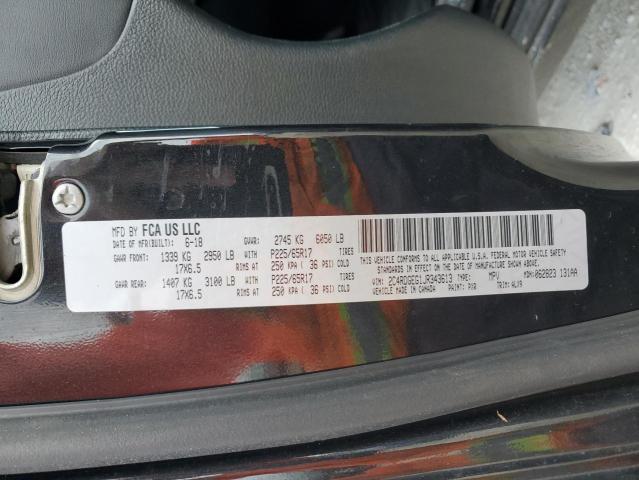 MFD BY FCA US LLC
DATE OF MFR(BUILT): 6-18 GVWR: 2745 KG 6050 LB
GAWR FRONT: 1339 KG 2950 LB WITH P225/65R17 TIRES
17X6.5 RIMS AT 250 KPA ( 36 PSI) COLD
GAWR REAR: 1407 KG 3100 LB WITH P225/65R17 TIRES
17X6.5 RIMS AT 250 KPA ( 36 PSI) COLD
THIS VEHICLE CONFORMS TO ALL APPLICABLE U.S.A. FEDERAL MOTOR VEHICLE SAFETY
STANDARDS IN EFFECT ON THE DATE OF MANUFACTURE SHOWN ABOVE.
VIN: 2C4RDGEG1JR343613 TYPE: MPV MDH: 062823 131AA
VEHICLE MADE IN CANADA PAINT: PXR TRIM: ALX9